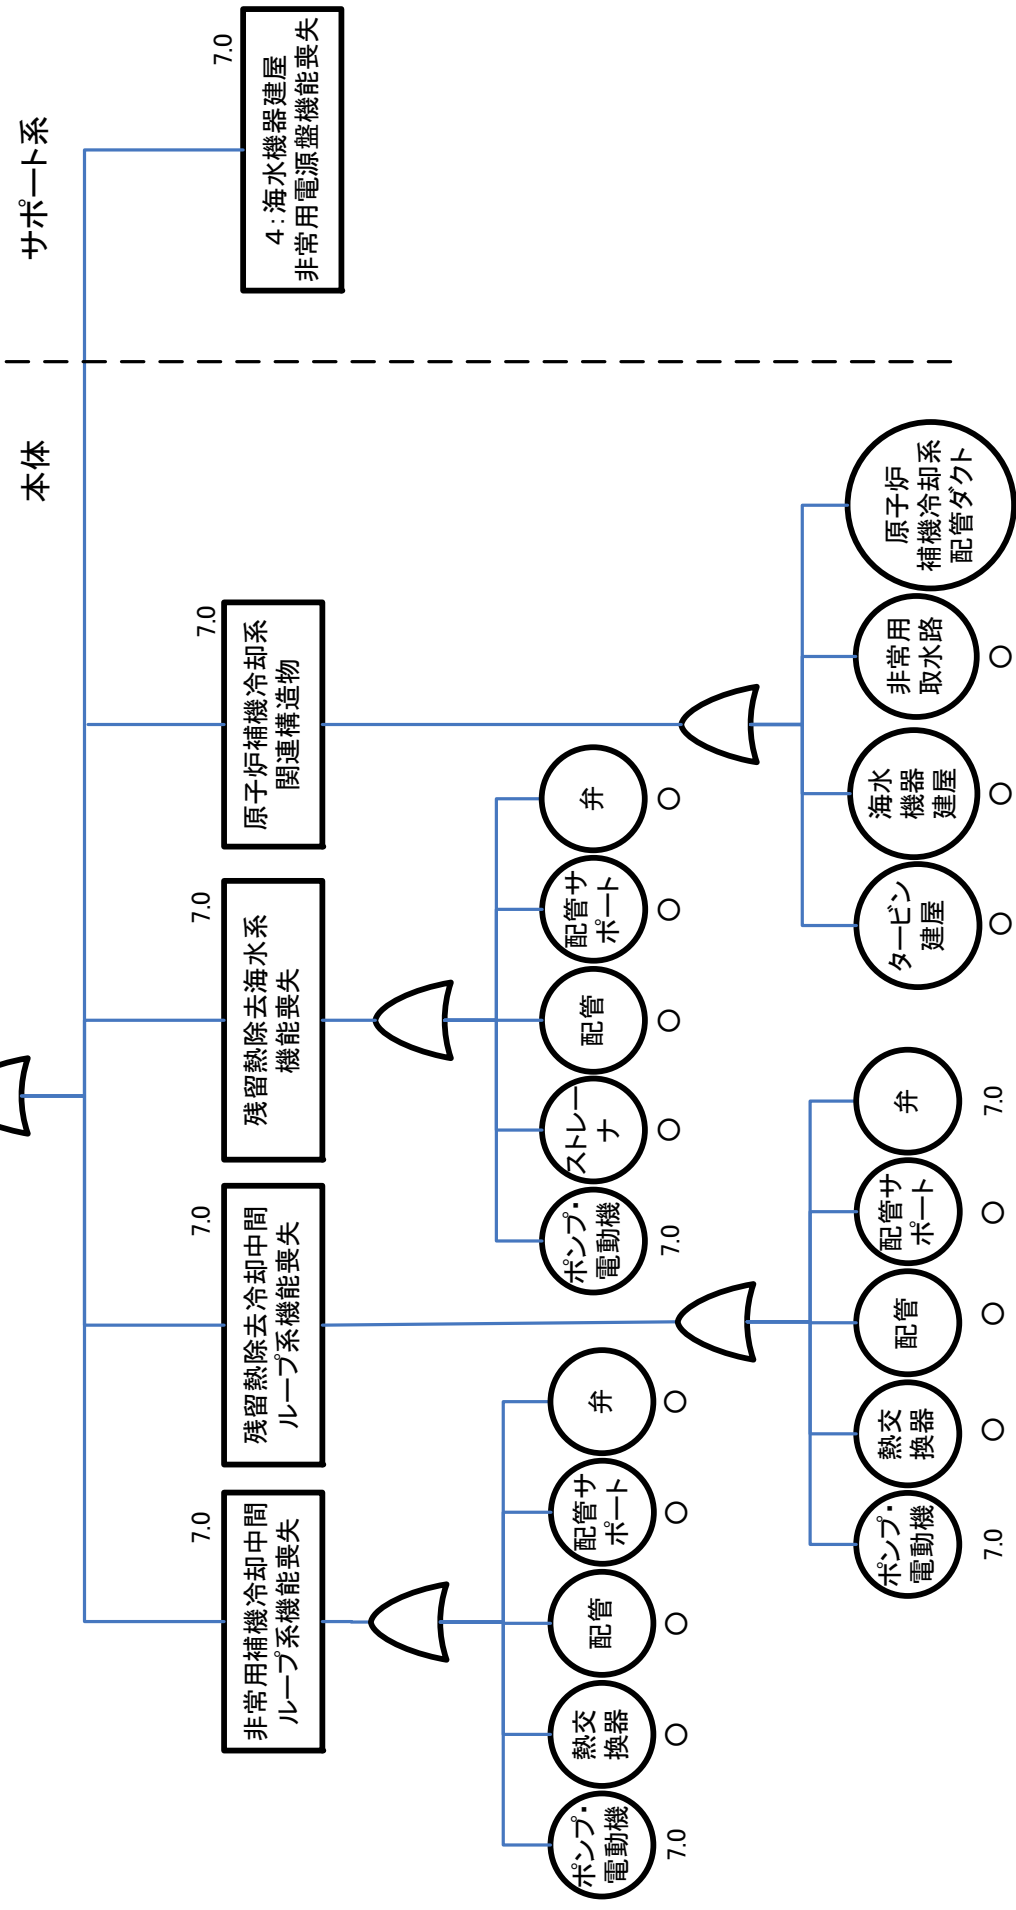 本体
サポート系
7.0
非常用補機冷却中間
ループ系機能喪失
7.0
残留熱除去冷却中間
ループ系機能喪失
7.0
残留熱除去海水系
機能喪失
7.0
原子炉補機冷却系
関連構造物
7.0
4:海水機器建屋
非常用電源盤機能喪失
ポンプ・
電動機
熱交
換器
配管
配管サ
ポート
弁
7.0
○
○
○
○
ポンプ・
電動機
ストレー
ナ
配管
配管サ
ポート
弁
7.0
○
○
○
○
ポンプ・
電動機
熱交
換器
配管
配管サ
ポート
弁
7.0
○
○
○
7.0
タービン
建屋
海水
機器
建屋
非常用
取水路
原子炉
補機冷却系
配管ダクト
○
○
○